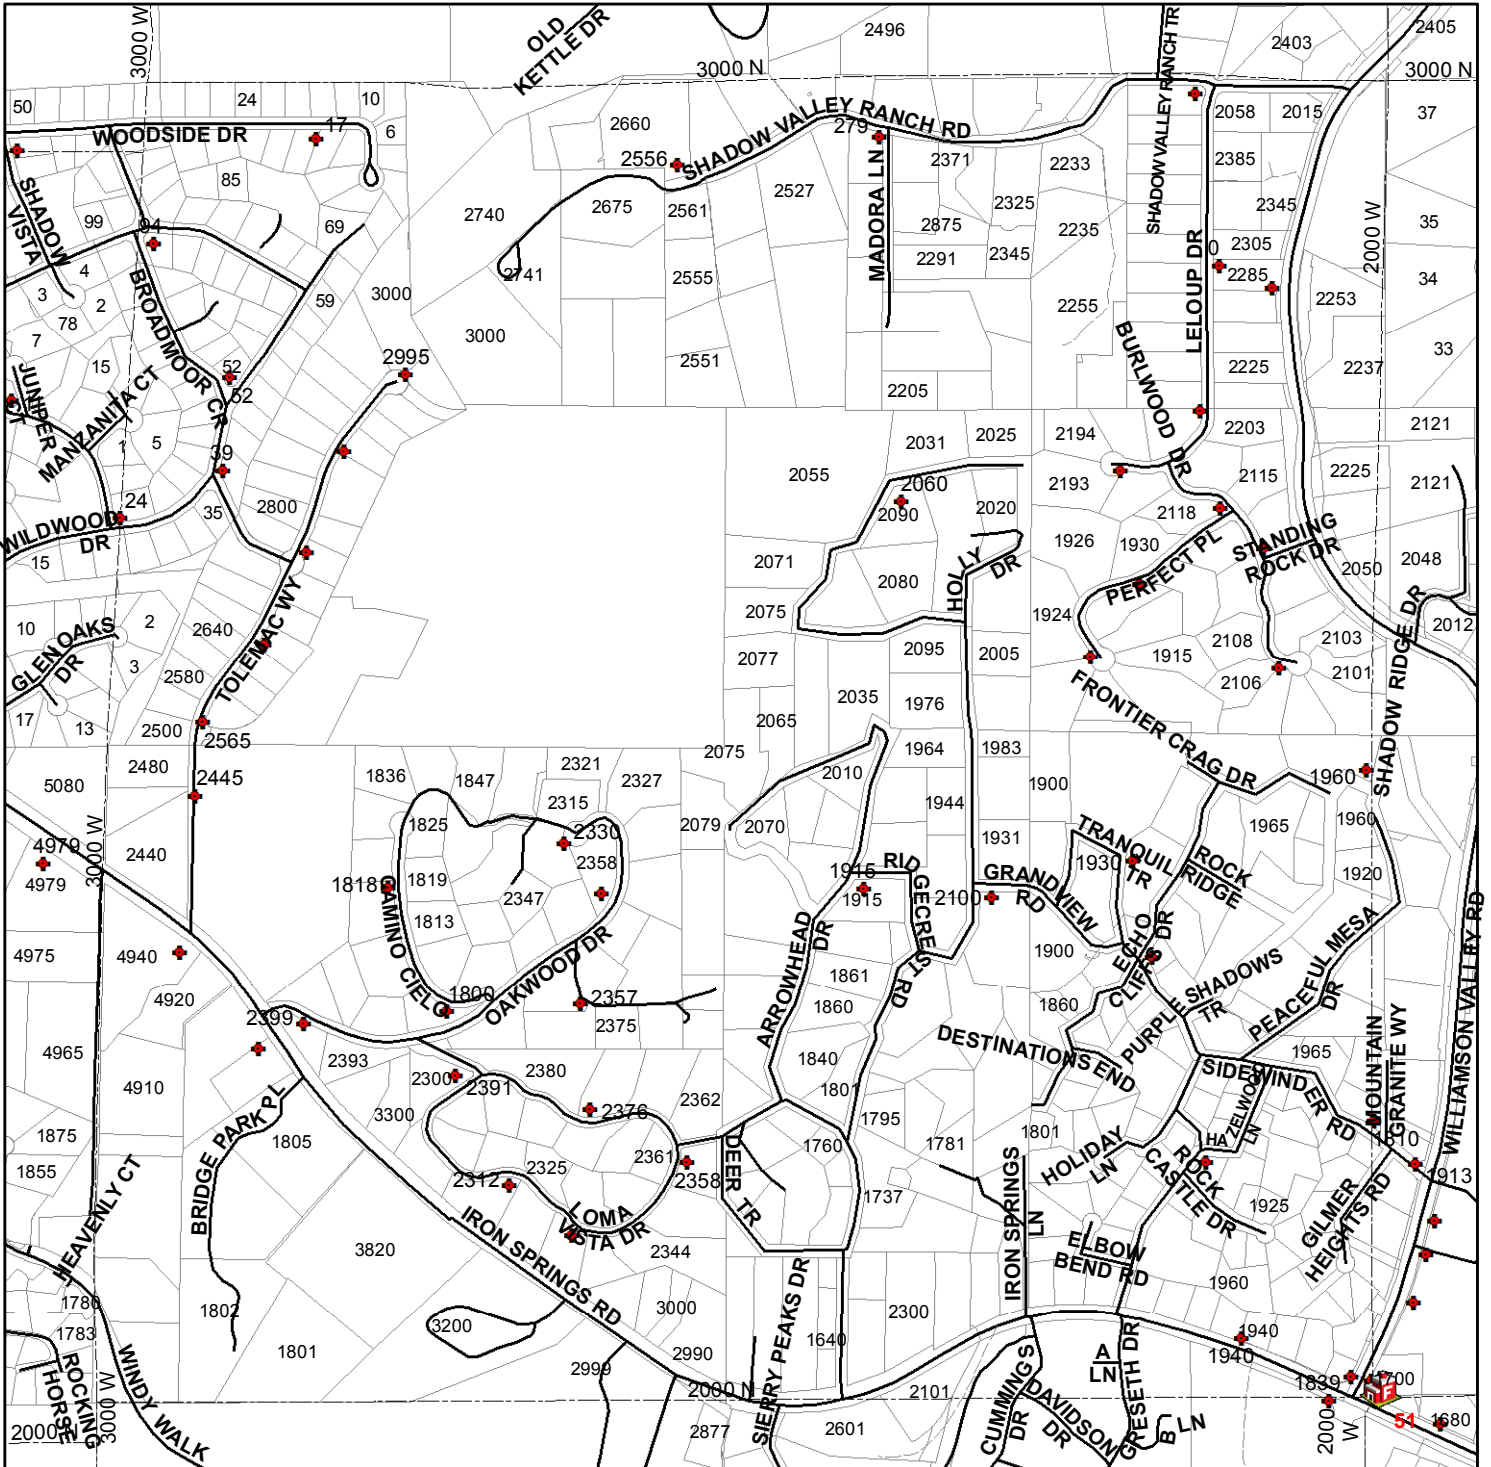 3000 W
OLD
KETTLE DR
2496
SHADOW VALLEY RANCH TR
2403
2405
3000 N
3000 N
50
24
10
17
6
WOODSIDE DR
2660
279
SHADOW VALLEY RANCH RD
2058
2015
37
2556
MADORA LN
2371
2233
2385
85
SHADOW
VISTA
99
94
69
2740
2675
2561
2527
2875
2325
2235
2345
2000 W
35
4
2741
2555
2291
2345
LELOUP DR
0
2305
2285
34
3
2
78
BROADMOOR CR
59
3000
2255
2253
7
3000
BURLWOOD DR
33
15
JUNIPER
CT
MANZANITA CT
52
52
2995
2551
2205
2225
2237
1
5
39
2031
2025
2194
2203
2121
2055
2193
2115
2225
2121
24
35
2800
2060
2090
2020
2118
WILDWOOD
DR
15
2071
2080
HOLLY
DR
1926
1930
PERFECT PL
STANDING
ROCK DR
2050
2048
10
GLEN OAKS
DR
2
3
2640
TOLEMAC WY
2075
1924
2108
2103
2012
2580
2077
2095
2005
1915
2106
2101
SHADOW RIDGE DR
17
13
2500
2565
2035
1976
FRONTIER CRAG DR
2065
2075
5080
2480
2445
1836
1847
2321
2327
2010
1964
1983
1900
1960
2315
1944
1960
3000 W
4979
4979
2440
1825
2330
2079
2070
1931
TRANQUIL
TR
1930
1965
ROCK
RIDGE
1920
1818
1819
2358
1915
1915
RIDGECREST RD
2100
GRANDVIEW
RD
WILLIAMSON VALLEY RD
CAMINO CIELO
1813
2347
4975
4940
ARROWHEAD
DR
1900
ECHO
CLIFFS DR
PEACEFUL MESA
DR
4920
1800
OAKWOOD DR
2357
1861
1860
1860
PURPLE SHADOWS
TR
2399
2375
4965
4910
2393
2300
2391
2380
2376
2362
1840
1801
DESTINATIONS END
1965
SIDEWINDER RD
MOUNTAIN
GRANITE WY
BRIDGE PARK PL
3300
HAZELWOOD
LN
HA
1875
1805
1795
1801
1810
1855
HEAVENLY CT
2325
2361
2358
DEER TR
1760
1781
HOLIDAY
LN
ROCK
CASTLE DR
1913
2312
LOMA
VISTA DR
1737
IRON SPRINGS
LN
1925
GILMER
HEIGHTS RD
IRON SPRINGS RD
3820
2344
ELBOW
BEND RD
1780
1802
3000
SIERRY PEAKS DR
2300
1960
1783
3200
1640
1801
2990
1940
1940
ROCKING
HORSE
WINDY WALK
2999
2000 N
2101
CUMMINGS
DR
A
LN
GRESETH DR
1839
1700
2000 N
3000 W
2877
2601
DAVIDSON
DR
B LN
2000
W
51
1680